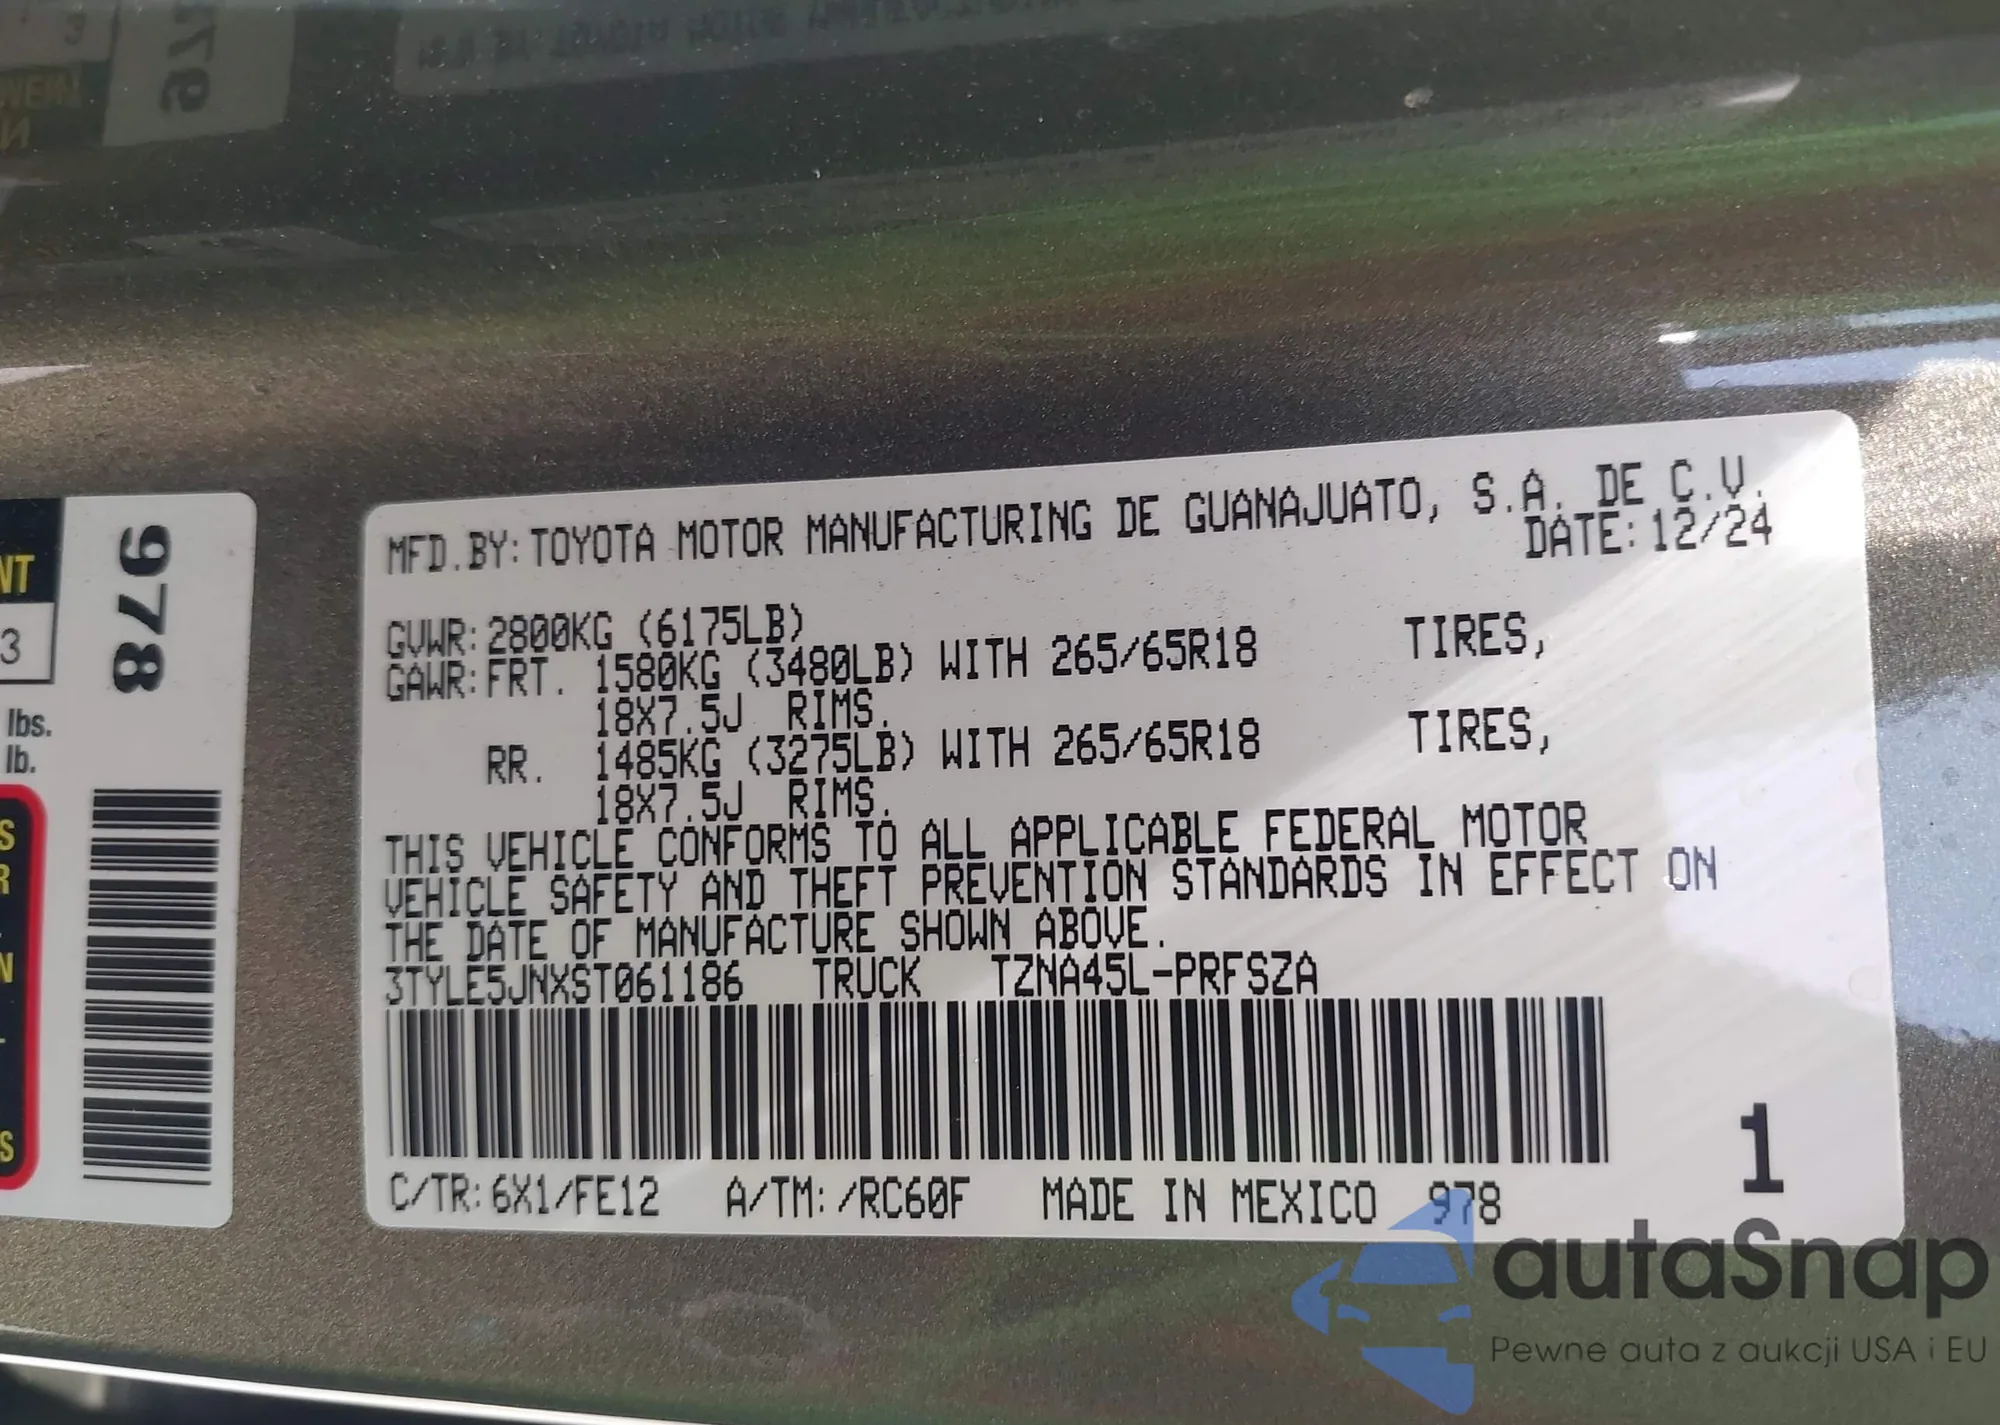 MFD.BY:TOYOTA MOTOR MANUFACTURING DE GUANAJUATO, S.A. DE C.V.
DATE:12/24
GVWR:2800KG (6175LB)
GAWR:FRT. 1580KG (3480LB) WITH 265/65R18 TIRES,
18X7.5J RIMS.
RR. 1485KG (3275LB) WITH 265/65R18 TIRES,
18X7.5J RIMS.
THIS VEHICLE CONFORMS TO ALL APPLICABLE FEDERAL MOTOR
VEHICLE SAFETY AND THEFT PREVENTION STANDARDS IN EFFECT ON
THE DATE OF MANUFACTURE SHOWN ABOVE.
3TYLE5JNXST061186 TRUCK TZNA45L-PRFSZA
1
C/TR:6X1/FE12 A/TM:/RC60F MADE IN MEXICO 978
978
NT
3
lbs.
lb.
S
R
N
S
autaSnap
Pewne auta z aukcji USA i EU